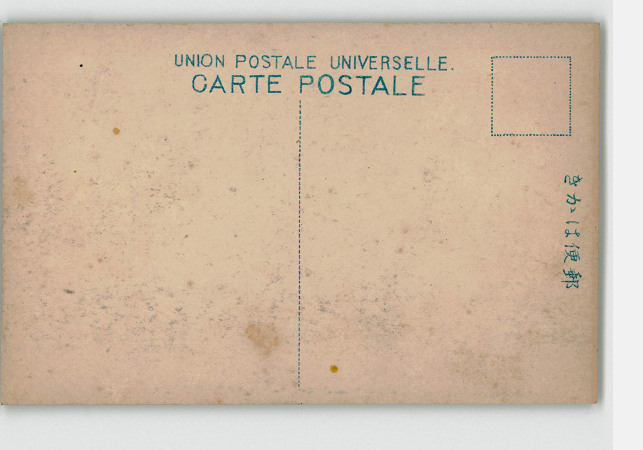 UNION POSTALE UNIVERSELLE.
CARTE POSTALE
きかは便郵